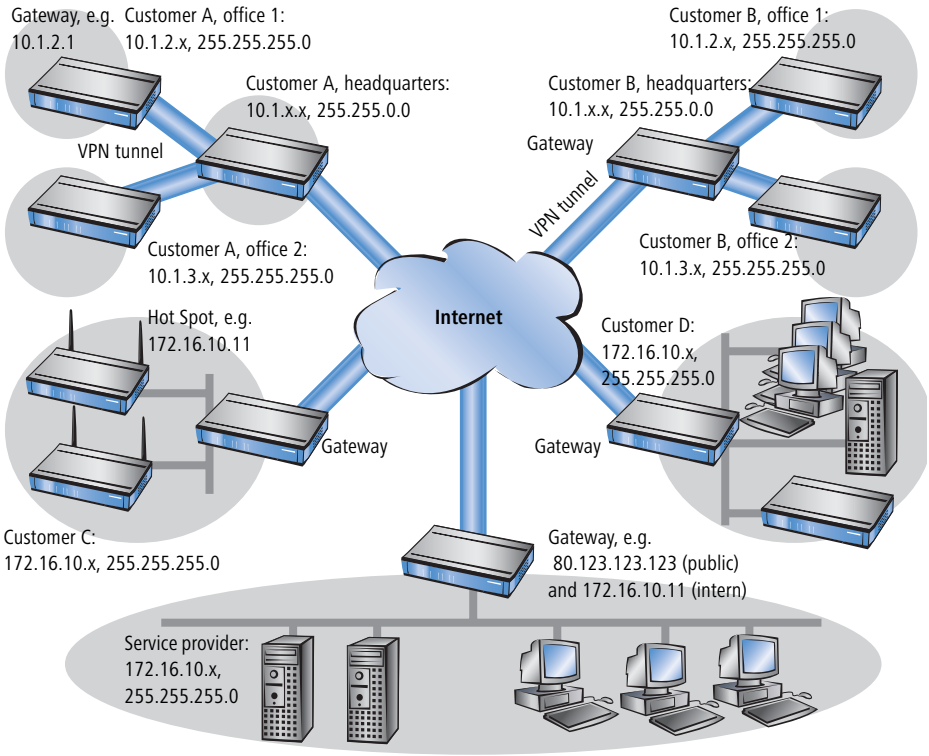 Gateway, e.g.
10.1.2.1
Customer A, office 1:
10.1.2.x, 255.255.255.0
Customer B, office 1:
10.1.2.x, 255.255.255.0
Customer A, headquarters:
10.1.x.x, 255.255.0.0
Customer B, headquarters:
10.1.x.x, 255.255.0.0
Gateway
VPN tunnel
VPN tunnel
Customer A, office 2:
10.1.3.x, 255.255.255.0
Customer B, office 2:
10.1.3.x, 255.255.255.0
Internet
Hot Spot, e.g.
172.16.10.11
Customer D:
172.16.10.x,
255.255.255.0
Gateway
Gateway
Customer C:
172.16.10.x, 255.255.255.0
Gateway, e.g.
80.123.123.123 (public)
and 172.16.10.11 (intern)
Service provider:
172.16.10.x,
255.255.255.0